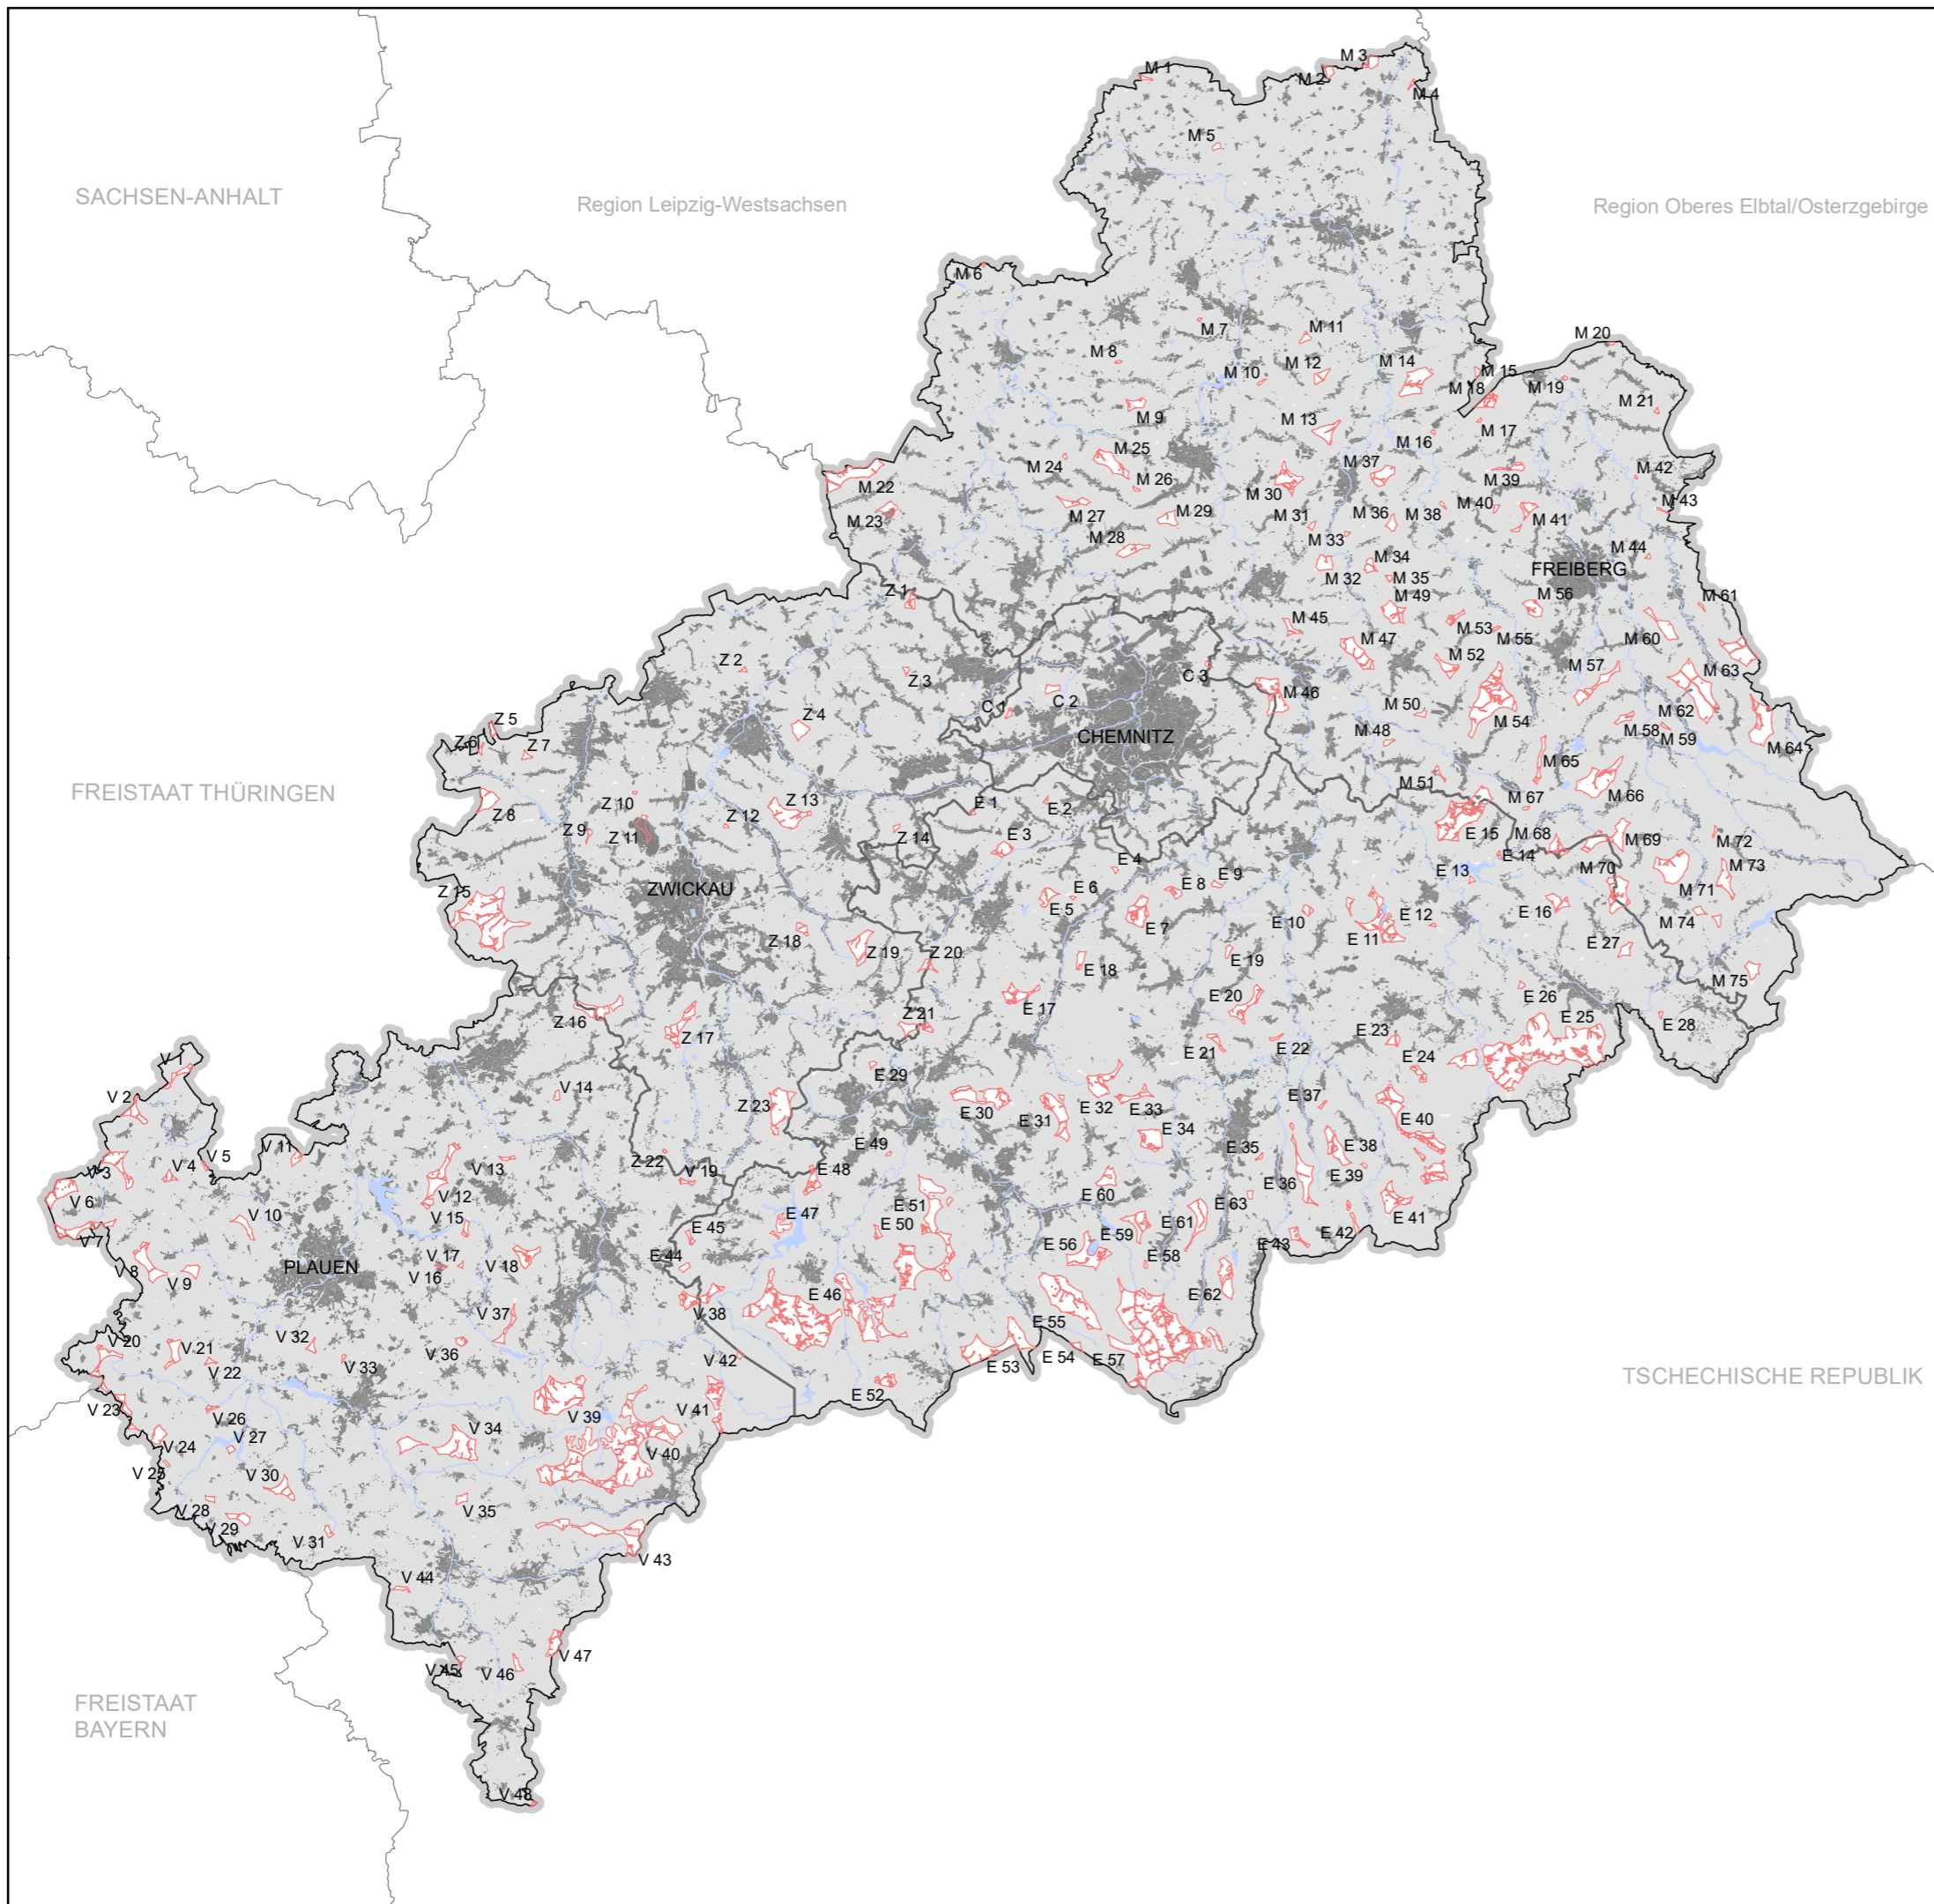 M 3
M 1
M 2
M 4
M 5
SACHSEN-ANHALT
Region Leipzig-Westsachsen
Region Oberes Elbtal/Osterzgebirge
M 6
M 7
M 11
M 20
M 8
M 12
M 14
M 10
M 15
M 18
M 19
M 9
M 13
M 21
M 16
M 17
M 25
M 24
M 37
M 42
M 22
M 26
M 39
M 30
M 43
M 23
M 27
M 29
M 31
M 36
M 38
M 40
M 41
M 28
M 33
M 44
M 34
FREIBERG
M 32
M 35
Z 1
M 49
M 56
M 61
M 45
M 53
M 55
M 60
M 47
M 52
Z 2
Z 3
C 3
M 57
M 63
M 46
C 1
C 2
M 50
M 54
M 62
Z 5
Z 4
M 58
CHEMNITZ
M 48
M 59
Z 6
Z 7
M 64
M 65
M 51
FREISTAAT THÜRINGEN
Z 10
Z 13
E 1
E 2
M 66
M 67
Z 8
Z 12
Z 9
Z 11
Z 14
E 3
E 15
M 68
M 69
M 72
E 4
E 14
E 13
M 70
M 73
E 9
ZWICKAU
E 6
E 8
Z 15
M 71
E 5
E 16
E 7
E 10
E 12
M 74
Z 18
E 11
Z 19
Z 20
E 27
E 19
E 18
M 75
E 20
E 26
E 17
Z 16
Z 21
E 25
E 28
Z 17
E 23
E 21
E 22
E 24
V 1
E 29
V 14
V 2
E 37
Z 23
E 30
E 32
E 33
E 31
E 40
E 34
E 49
E 35
E 38
V 11
V 5
V 3
V 4
V 13
Z 22
V 19
E 48
E 39
E 36
V 12
E 60
V 6
E 63
E 51
E 41
V 10
V 15
E 47
E 50
E 61
E 45
E 59
E 42
V 7
E 56
E 43
E 44
V 17
V 18
E 58
V 8
V 9
PLAUEN
V 16
E 62
E 46
V 37
V 38
E 55
V 20
V 21
V 32
V 36
E 57
V 42
E 54
V 33
E 53
V 22
TSCHECHISCHE REPUBLIK
E 52
V 23
V 26
V 39
V 41
V 34
V 27
V 24
V 40
V 25
V 30
V 28
V 35
V 29
V 31
V 43
V 44
V 47
V 45
V 46
FREISTAAT
BAYERN
V 48